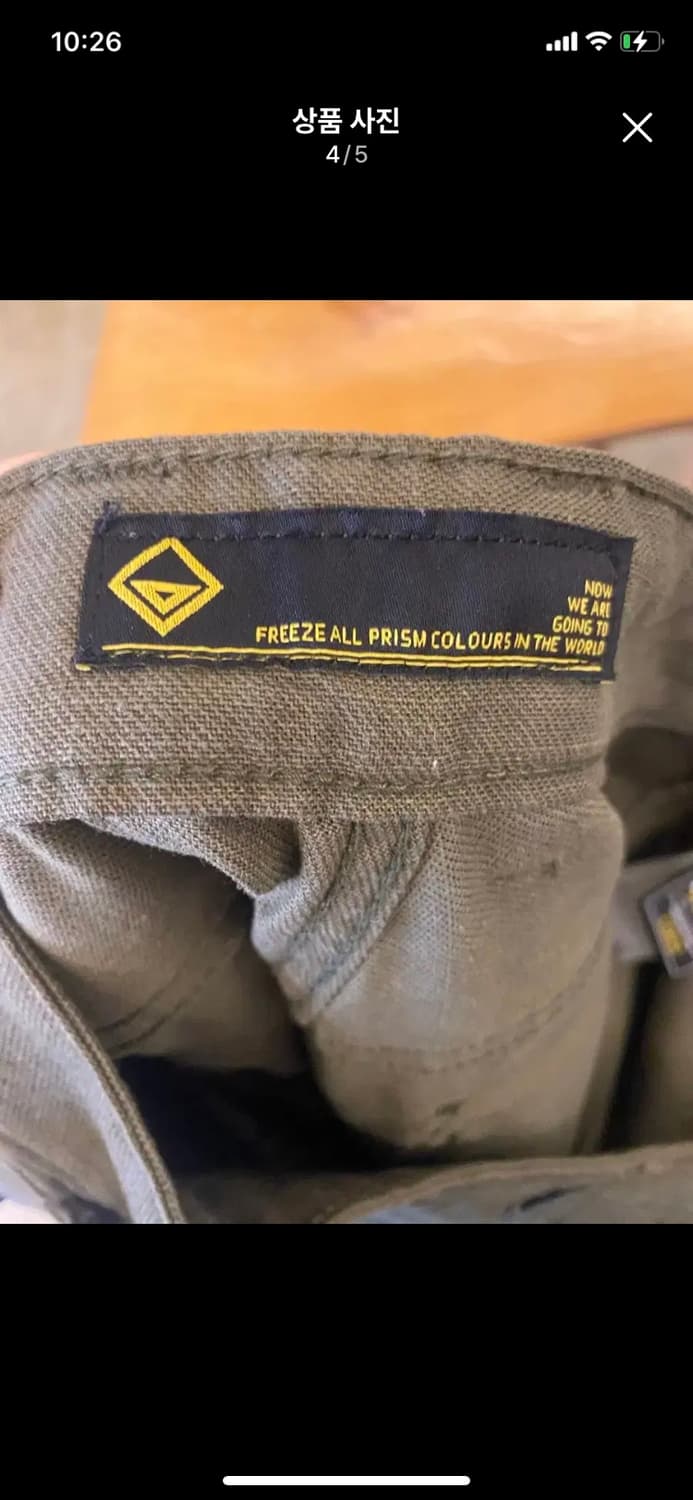 10:26
상품 사진
4/5
NOW
WE ARE
GOING TO
FREEZE ALL PRISM COLOURS IN THE WORLD